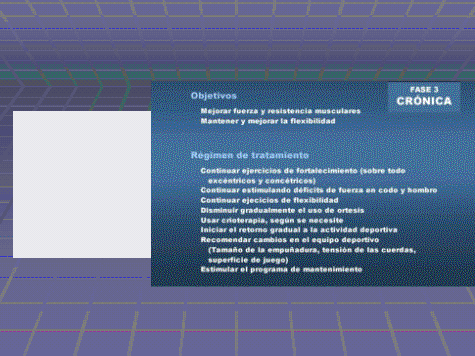 FASE 3
CRÓNICA
Objetivos
Mejorar fuerza y resistencia musculares
Mantener y mejorar la flexibilidad
Régimen de tratamiento
Continuar ejercicios de fortalecimiento (sobre todo
excéntricos y concétricos)
Continuar estimulando déficits de fuerza en codo y hombro
Continuar ejecicios de flexibilidad
Disminuir gradualmente el uso de ortesis
Usar crioterapia, según se necesite
Iniciar el retorno gradual a la actividad deportiva
Recomendar cambios en el equipo deportivo
(Tamaño de la empuñadura, tensión de las cuerdas,
superficie de juego)
Estimular el programa de mantenimiento